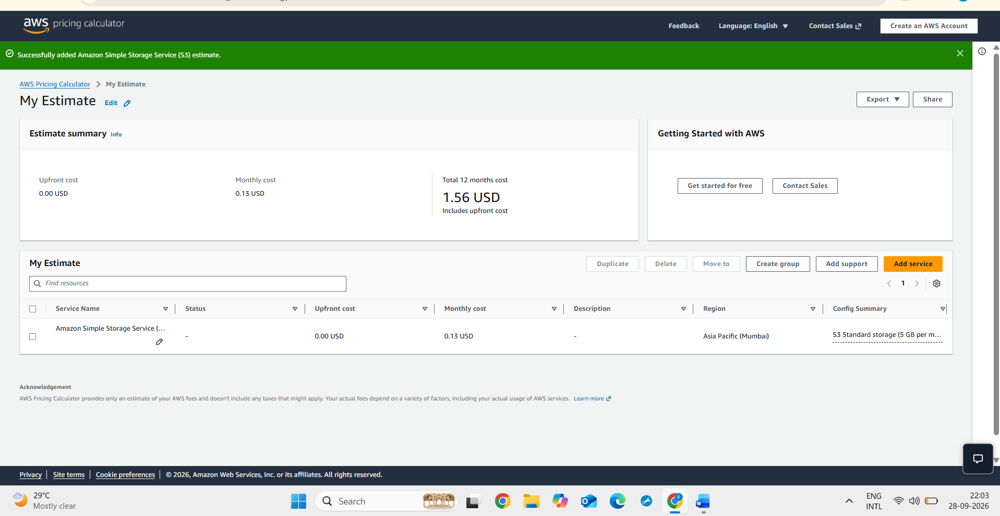 aws pricing calculator
Feedback
Language: English
Contact Sales
Create an AWS Account
Successfully added Amazon Simple Storage Service (S3) estimate.
AWS Pricing Calculator > My Estimate
My Estimate
Edit
Export
Share
Estimate summary Info
Upfront cost
0.00 USD
Monthly cost
0.13 USD
Total 12 months cost
1.56 USD
Includes upfront cost
Getting Started with AWS
Get started for free
Contact Sales
My Estimate
Duplicate
Delete
Move to
Create group
Add support
Add service
Find resources
1
Service Name
Status
Upfront cost
Monthly cost
Description
Region
Config Summary
Amazon Simple Storage Service (...
-
0.00 USD
0.13 USD
-
Asia Pacific (Mumbai)
S3 Standard storage (5 GB per m...
Acknowledgement
AWS Pricing Calculator provides only an estimate of your AWS fees and doesn't include any taxes that might apply. Your actual fees depend on a variety of factors, including your actual usage of AWS services. Learn more
Privacy
Site terms
Cookie preferences
© 2026, Amazon Web Services, Inc. or its affiliates. All rights reserved.
29°C
Mostly clear
Search
ENG
INTL
22:03
28-09-2026